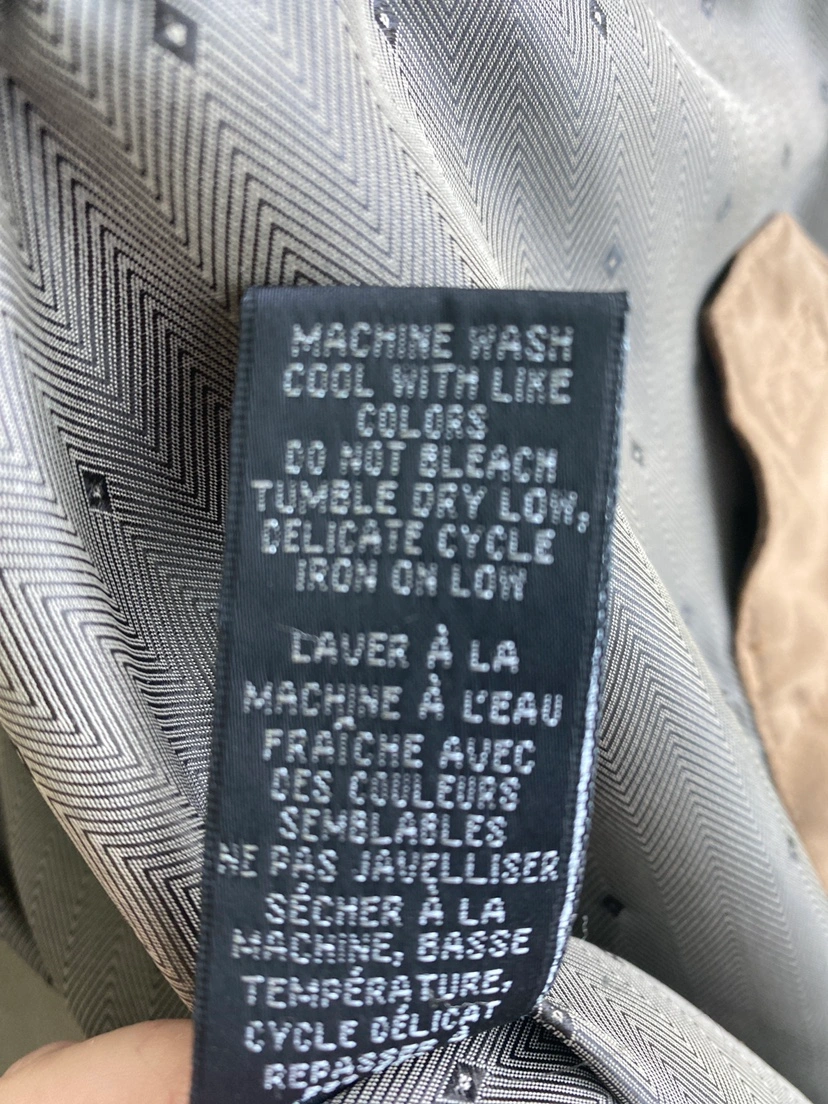 MACHINE WASH
COOL WITH LIKE
COLORS
DO NOT BLEACH
TUMBLE DRY LOW,
DELICATE CYCLE
IRON ON LOW
LAVER À LA
MACHINE À L'EAU
FRAÎCHE AVEC
DES COULEURS
SEMBLABLES
NE PAS JAVELLISER
SÉCHER À LA
MACHINE, BASSE
TEMPÉRATURE,
CYCLE DÉLICAT